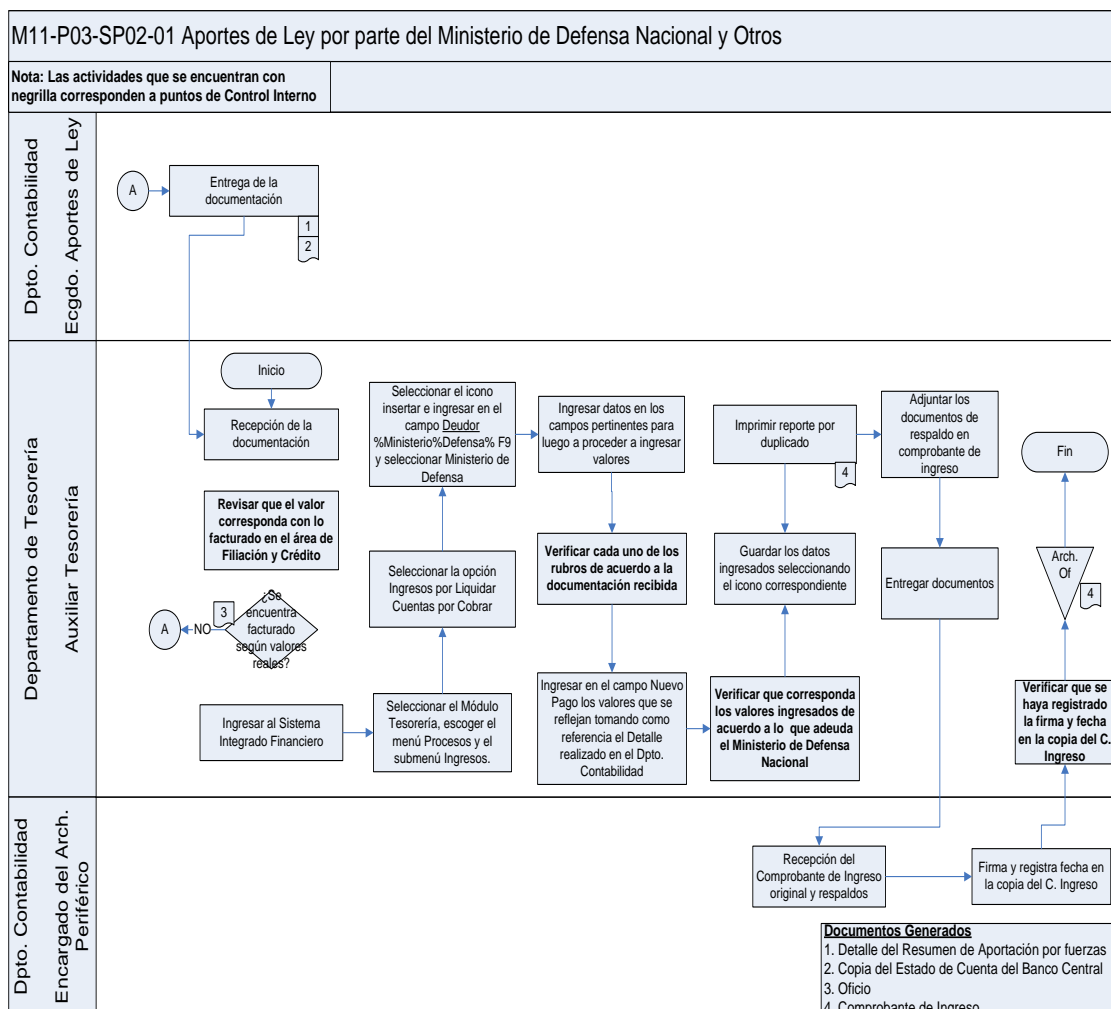 M11-P03-SP02-01 Aportes de Ley por parte del Ministerio de Defensa Nacional y Otros
Nota: Las actividades que se encuentran con
negrilla corresponden a puntos de Control Interno
Dpto. Contabilidad
Ecgdo. Aportes de Ley
A
Entrega de la
documentación
1
2
Departamento de Tesorería
Auxiliar Tesorería
Inicio
Recepción de la
documentación
Revisar que el valor
corresponda con lo
facturado en el área de
Filiación y Crédito
¿Se
encuentra
facturado
según valores
reales?
3
NO
A
Ingresar al Sistema
Integrado Financiero
Seleccionar el icono
insertar e ingresar en el
campo Deudor
%Ministerio%Defensa% F9
y seleccionar Ministerio de
Defensa
Seleccionar la opción
Ingresos por Liquidar
Cuentas por Cobrar
Seleccionar el Módulo
Tesorería, escoger el
menú Procesos y el
submenú Ingresos.
Ingresar datos en los
campos pertinentes para
luego a proceder a ingresar
valores
Verificar cada uno de los
rubros de acuerdo a la
documentación recibida
Ingresar en el campo Nuevo
Pago los valores que se
reflejan tomando como
referencia el Detalle
realizado en el Dpto.
Contabilidad
Imprimir reporte por
duplicado
4
Guardar los datos
ingresados seleccionando
el icono correspondiente
Verificar que corresponda
los valores ingresados de
acuerdo a lo que adeuda
el Ministerio de Defensa
Nacional
Adjuntar los
documentos de
respaldo en
comprobante de
ingreso
Entregar documentos
Fin
Arch.
Of
4
Verificar que se
haya registrado
la firma y fecha
en la copia del C.
Ingreso
Dpto. Contabilidad
Encargado del Arch.
Periférico
Recepción del
Comprobante de Ingreso
original y respaldos
Firma y registra fecha en
la copia del C. Ingreso
Documentos Generados
1. Detalle del Resumen de Aportación por fuerzas
2. Copia del Estado de Cuenta del Banco Central
3. Oficio
4. Comprobante de Ingreso